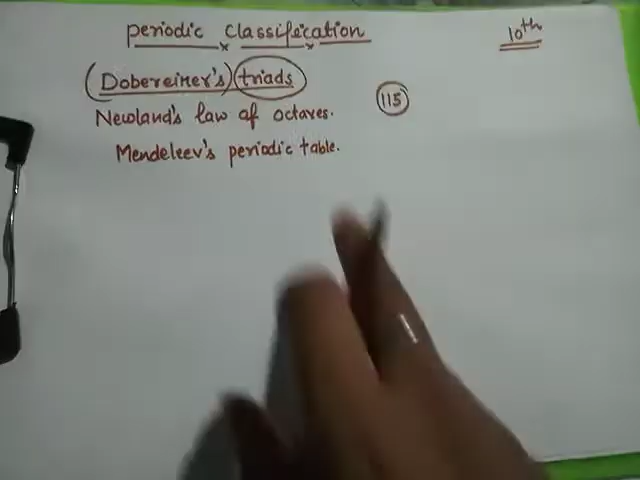 periodic classification
10th
(Dobereiner's) triads
Newland's law of octaves.
115
Mendeleev's periodic table.